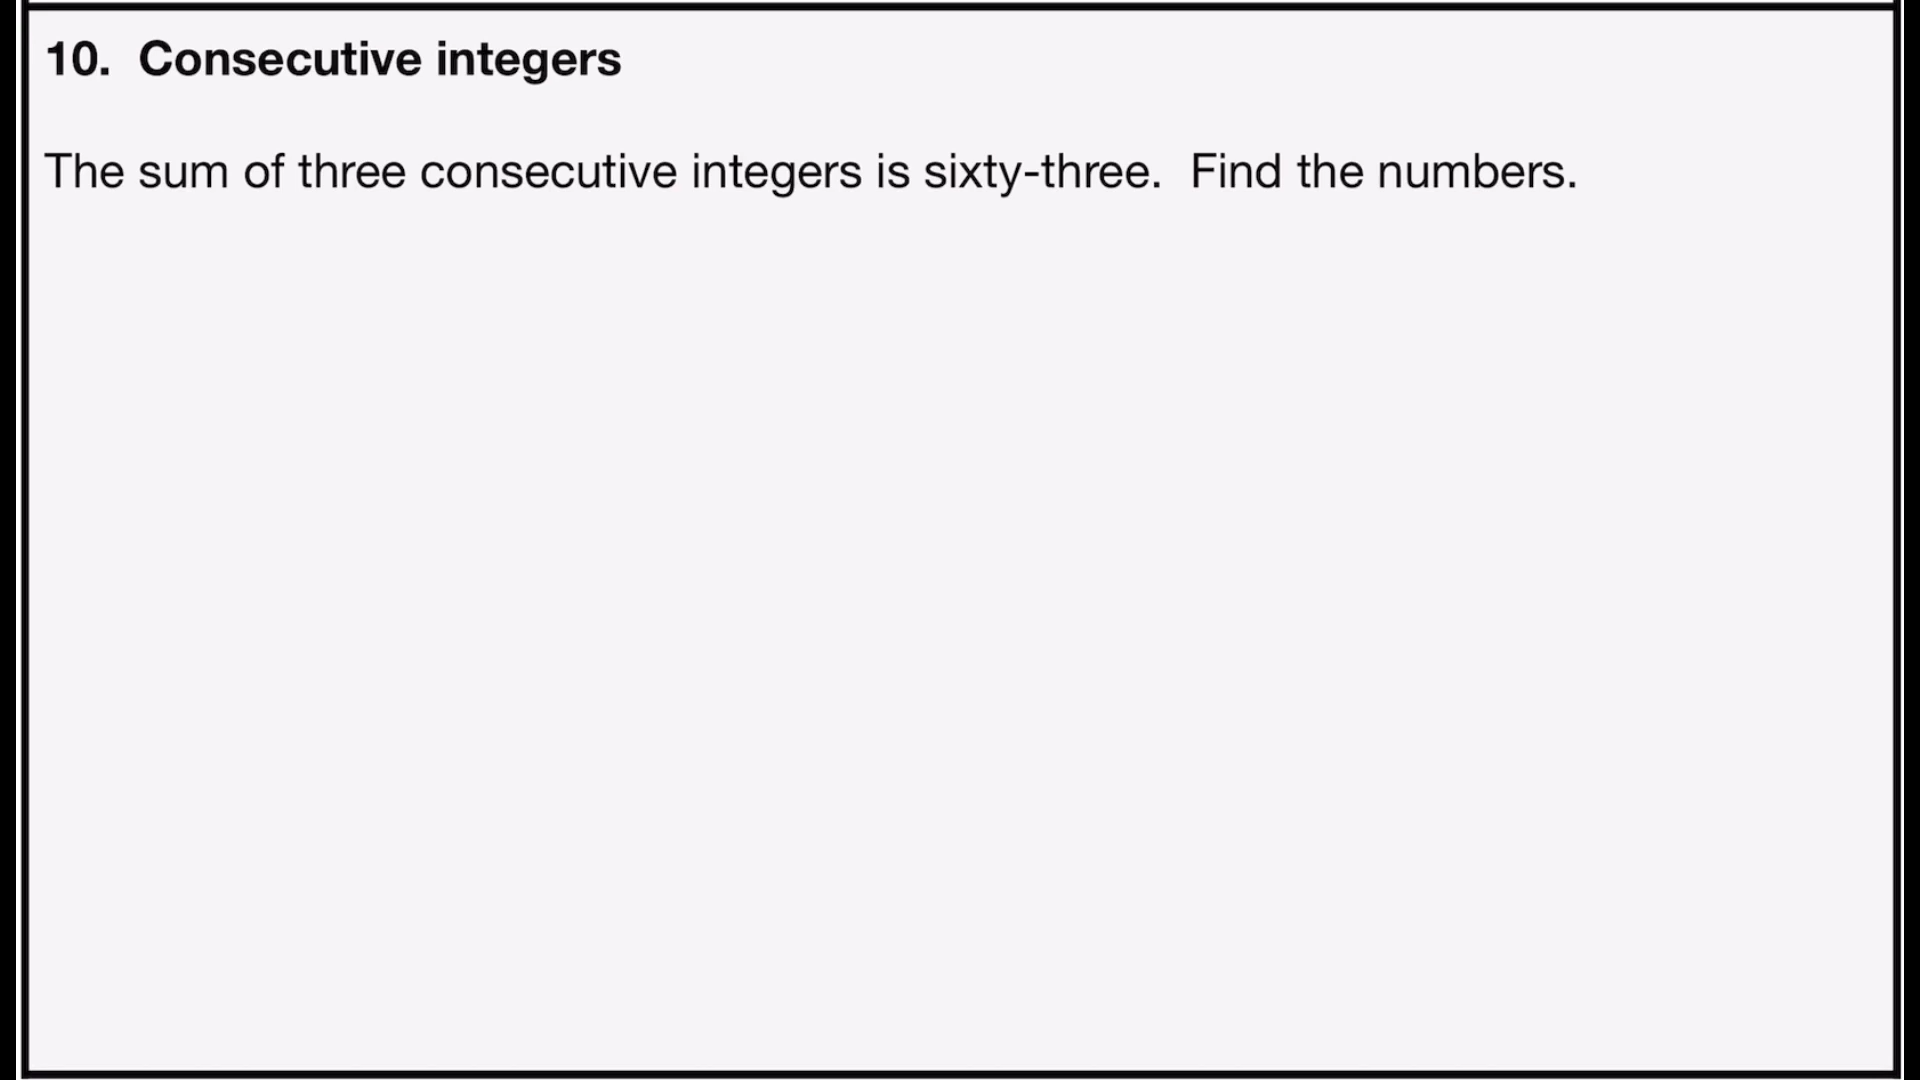 10. Consecutive integers
The sum of three consecutive integers is sixty-three. Find the numbers.